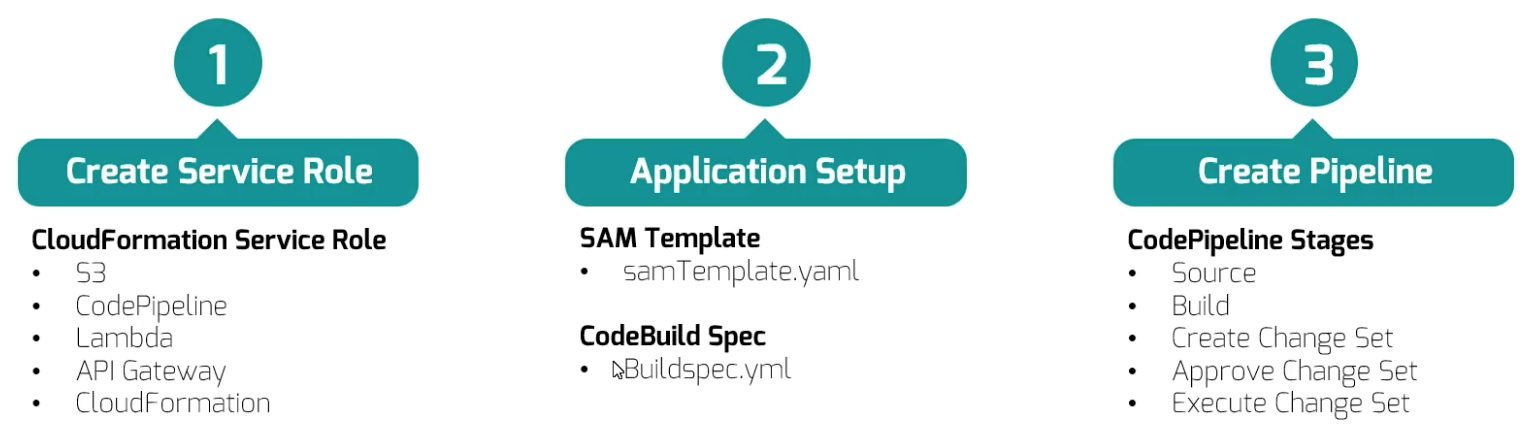 1
Create Service Role
CloudFormation Service Role
• S3
• CodePipeline
• Lambda
• API Gateway
• CloudFormation
2
Application Setup
SAM Template
• samTemplate.yaml
CodeBuild Spec
• Buildspec.yml
3
Create Pipeline
CodePipeline Stages
• Source
• Build
• Create Change Set
• Approve Change Set
• Execute Change Set